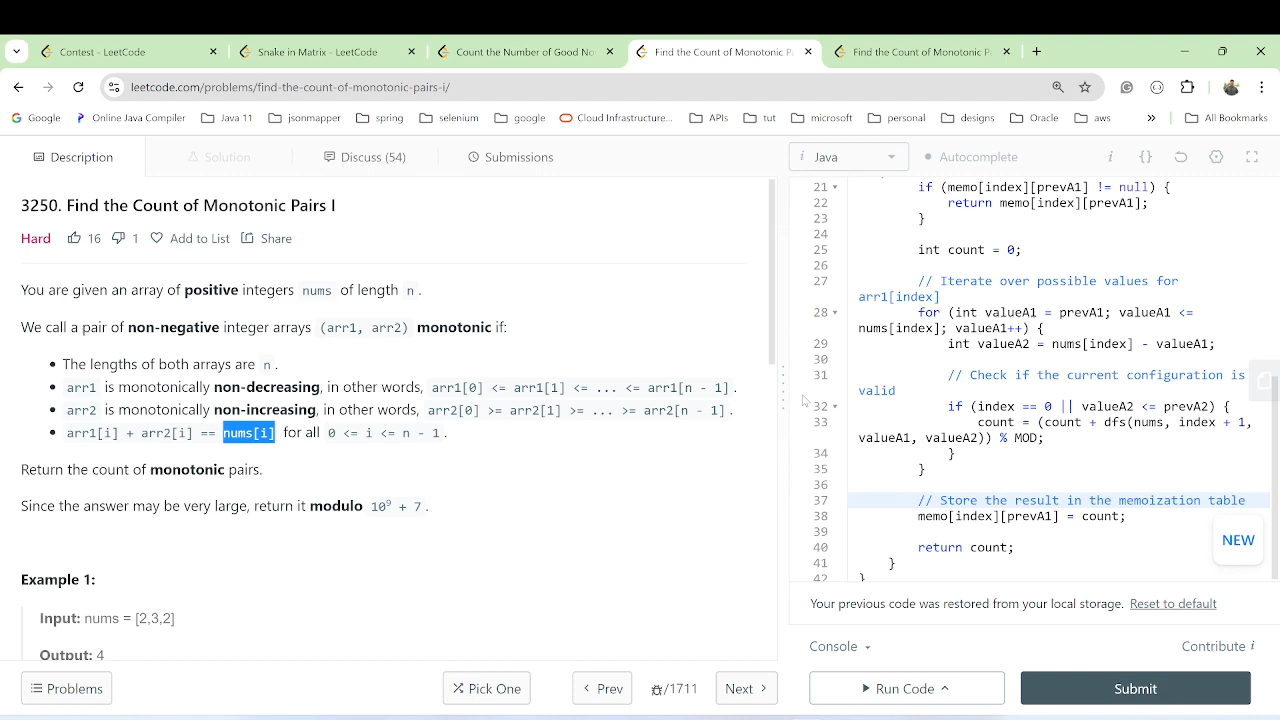 Contest - LeetCode
Snake in Matrix - LeetCode
Count the Number of Good No
Find the Count of Monotonic P
Find the Count of Monotonic P
leetcode.com/problems/find-the-count-of-monotonic-pairs-i/
Google
Online Java Compiler
Java 11
jsonmapper
spring
selenium
google
Cloud Infrastructure...
APIs
tut
microsoft
personal
designs
Oracle
aws
»
All Bookmarks
Description
Solution
Discuss (54)
Submissions
i Java
Autocomplete
3250. Find the Count of Monotonic Pairs I
Hard 16 1 Add to List Share
You are given an array of positive integers nums of length n.
We call a pair of non-negative integer arrays (arr1, arr2) monotonic if:
• The lengths of both arrays are n.
• arr1 is monotonically non-decreasing, in other words, arr1[0] <= arr1[1] <= ... <= arr1[n - 1].
• arr2 is monotonically non-increasing, in other words, arr2[0] >= arr2[1] >= ... >= arr2[n - 1].
• arr1[i] + arr2[i] == nums[i] for all 0 <= i <= n - 1.
Return the count of monotonic pairs.
Since the answer may be very large, return it modulo 10⁹ + 7.
Example 1:
Input: nums = [2,3,2]
Output: 4
21 if (memo[index][prevA1] != null) {
22 return memo[index][prevA1];
23 }
24
25 int count = 0;
26
27 // Iterate over possible values for
arr1[index]
28 for (int valueA1 = prevA1; valueA1 <=
nums[index]; valueA1++) {
29 int valueA2 = nums[index] - valueA1;
30
31 // Check if the current configuration is
valid
32 if (index == 0 || valueA2 <= prevA2) {
33 count = (count + dfs(nums, index + 1,
valueA1, valueA2)) % MOD;
34 }
35 }
36
37 // Store the result in the memoization table
38 memo[index][prevA1] = count;
39
40 return count;
41 }
42 }
NEW
Your previous code was restored from your local storage. Reset to default
Console
Contribute i
Problems
Pick One
Prev
/1711
Next
Run Code
Submit